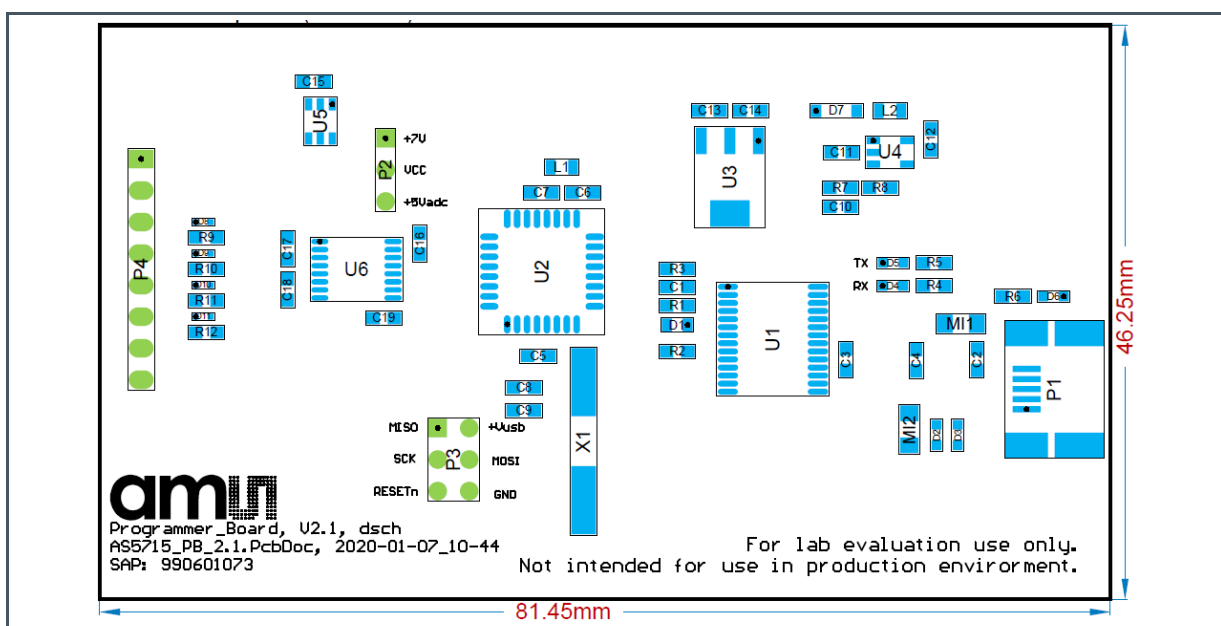 C15
U5
+7V
P2
VCC
+5Vadc
P4
D8
R9
D9
R10
D10
R11
D11
R12
C17
C18
U6
C16
C19
L1
C7
C6
U2
C5
C8
C9
X1
MISO
+Vusb
SCK
P3
MOSI
RESETn
GND
C13
C14
U3
D7
L2
C12
C11
U4
R7
R8
C10
R3
C1
R1
D1
R2
U1
C3
TX
D5
R5
RX
D4
R4
R6
D6
MI1
C4
C2
P1
MI2
D2
D3
46.25mm
am
Programmer_Board, V2.1, dsch
AS5715_PB_2.1.PcbDoc, 2020-01-07_10-44
SAP: 990601073
For lab evaluation use only.
Not intended for use in production envirorment.
81.45mm